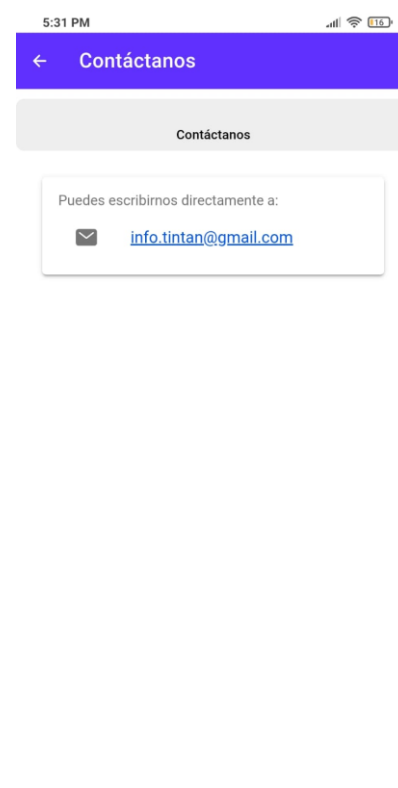 5:31 PM
16
Contáctanos
Contáctanos
Puedes escribirnos directamente a:
info.tintan@gmail.com